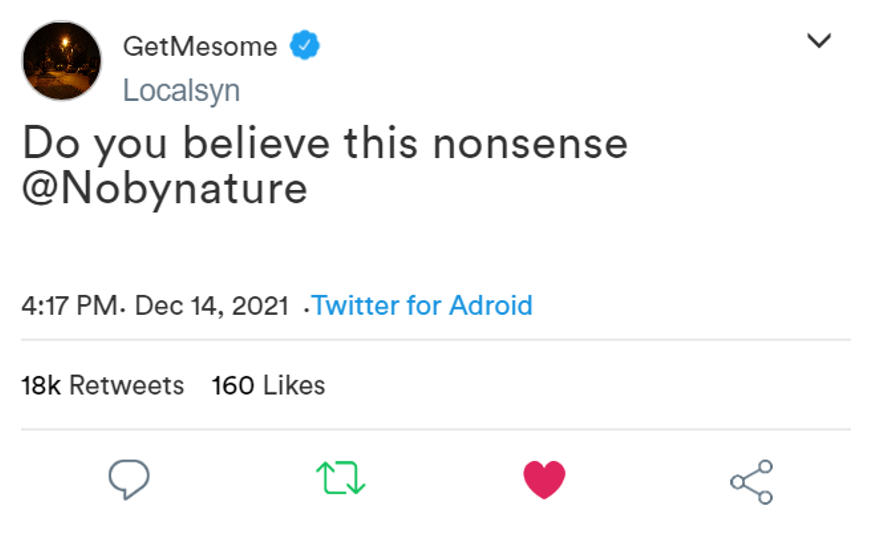 GetMesome
Localsyn
Do you believe this nonsense
@Nobynature
4:17 PM. Dec 14, 2021 .Twitter for Adroid
18k Retweets 160 Likes